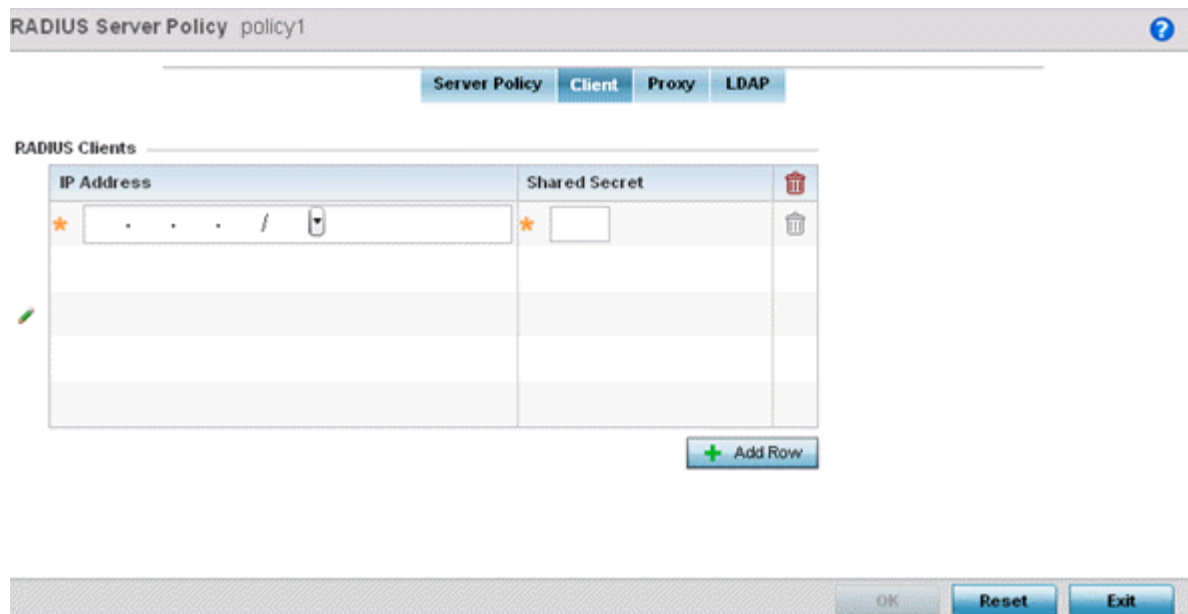 RADIUS Server Policy policy1
?
Server Policy Client Proxy LDAP
RADIUS Clients
IP Address Shared Secret
* . . . / *
+ Add Row
OK Reset Exit